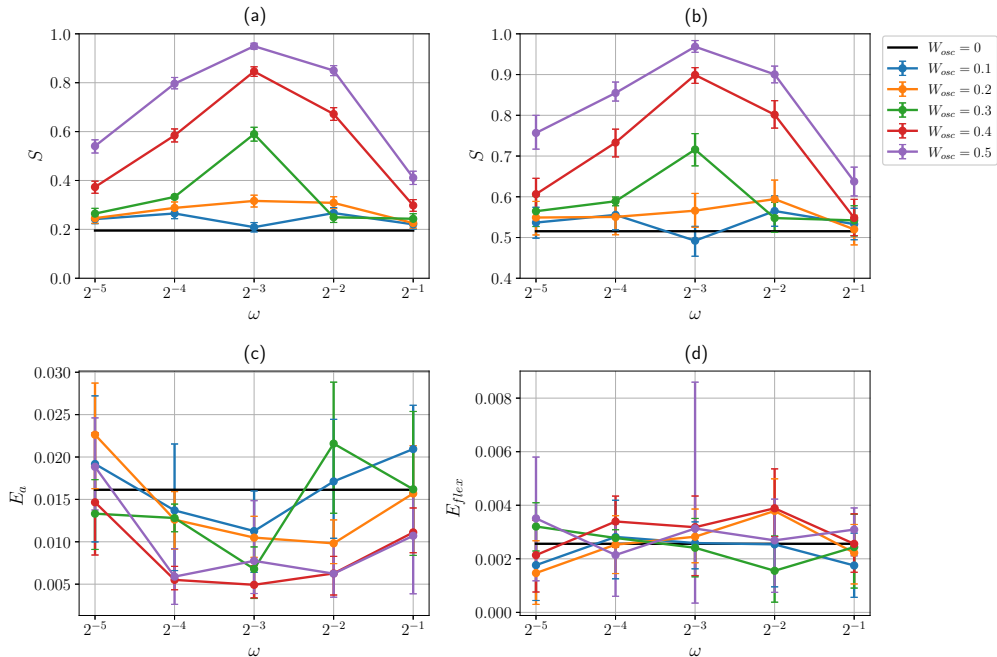 (a)
(b)
S
1.0
0.8
0.6
0.4
0.2
0.0
2⁻⁵ 2⁻⁴ 2⁻³ 2⁻² 2⁻¹
ω
S
1.0
0.9
0.8
0.7
0.6
0.5
0.4
2⁻⁵ 2⁻⁴ 2⁻³ 2⁻² 2⁻¹
ω
W_osc = 0
W_osc = 0.1
W_osc = 0.2
W_osc = 0.3
W_osc = 0.4
W_osc = 0.5
(c)
(d)
E_a
0.030
0.025
0.020
0.015
0.010
0.005
2⁻⁵ 2⁻⁴ 2⁻³ 2⁻² 2⁻¹
ω
E_flex
0.008
0.006
0.004
0.002
0.000
2⁻⁵ 2⁻⁴ 2⁻³ 2⁻² 2⁻¹
ω